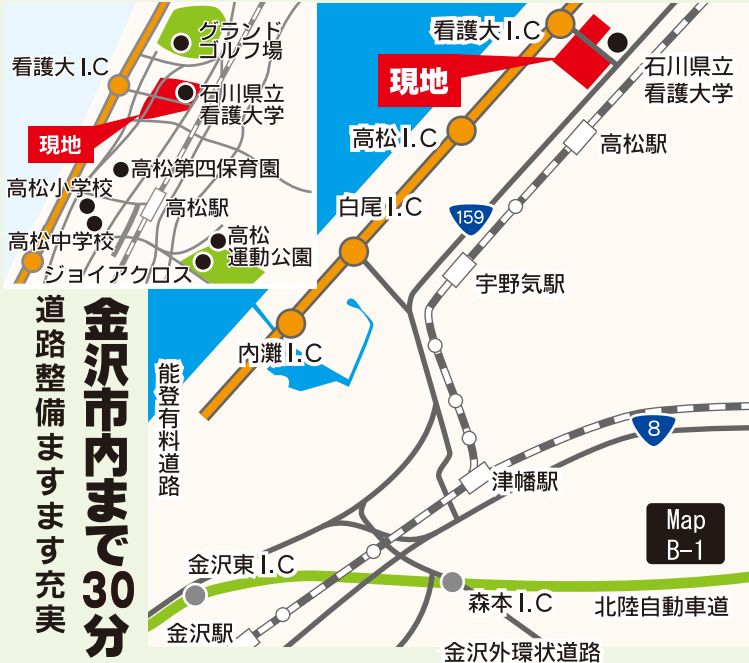 グランド
ゴルフ場
看護大I.C
石川県立
看護大学
現地
高松第四保育園
高松小学校
高松駅
高松中学校
高松
運動公園
ジョイアクロス
看護大I.C
石川県立
看護大学
現地
高松I.C
高松駅
白尾I.C
159
宇野気駅
内灘I.C
能登有料道路
8
津幡駅
Map
B-1
金沢東I.C
森本I.C
北陸自動車道
金沢駅
金沢外環状道路
金沢市内まで30分
道路整備ますます充実